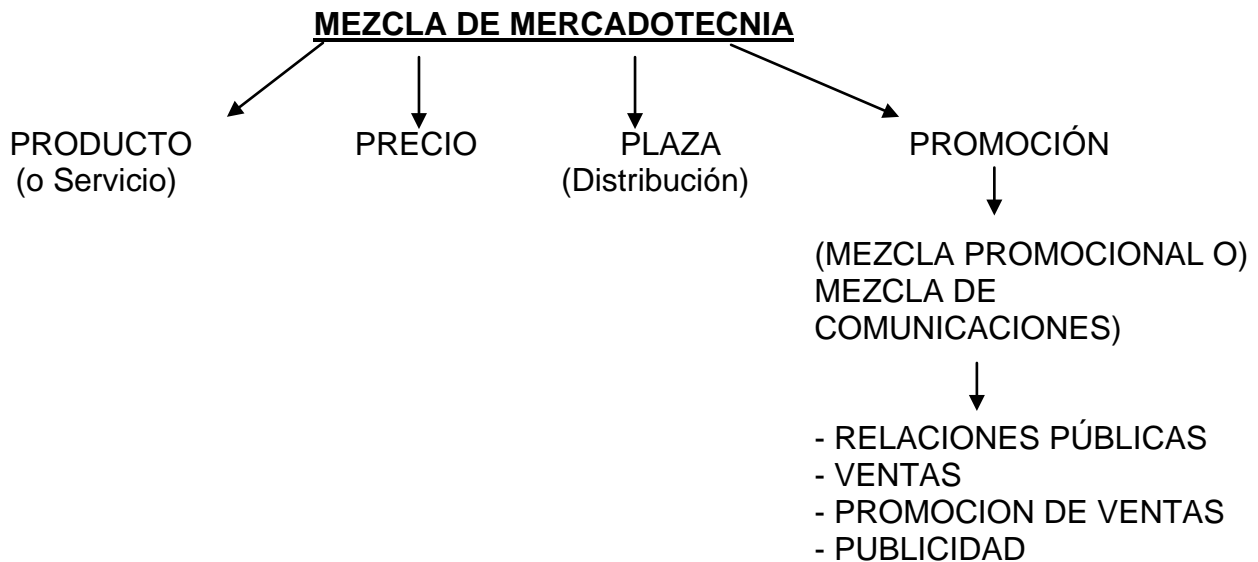 MEZCLA DE MERCADOTECNIA
PRODUCTO
(o Servicio)
PRECIO
PLAZA
(Distribución)
PROMOCIÓN
(MEZCLA PROMOCIONAL O)
MEZCLA DE
COMUNICACIONES)
- RELACIONES PÚBLICAS
- VENTAS
- PROMOCION DE VENTAS
- PUBLICIDAD